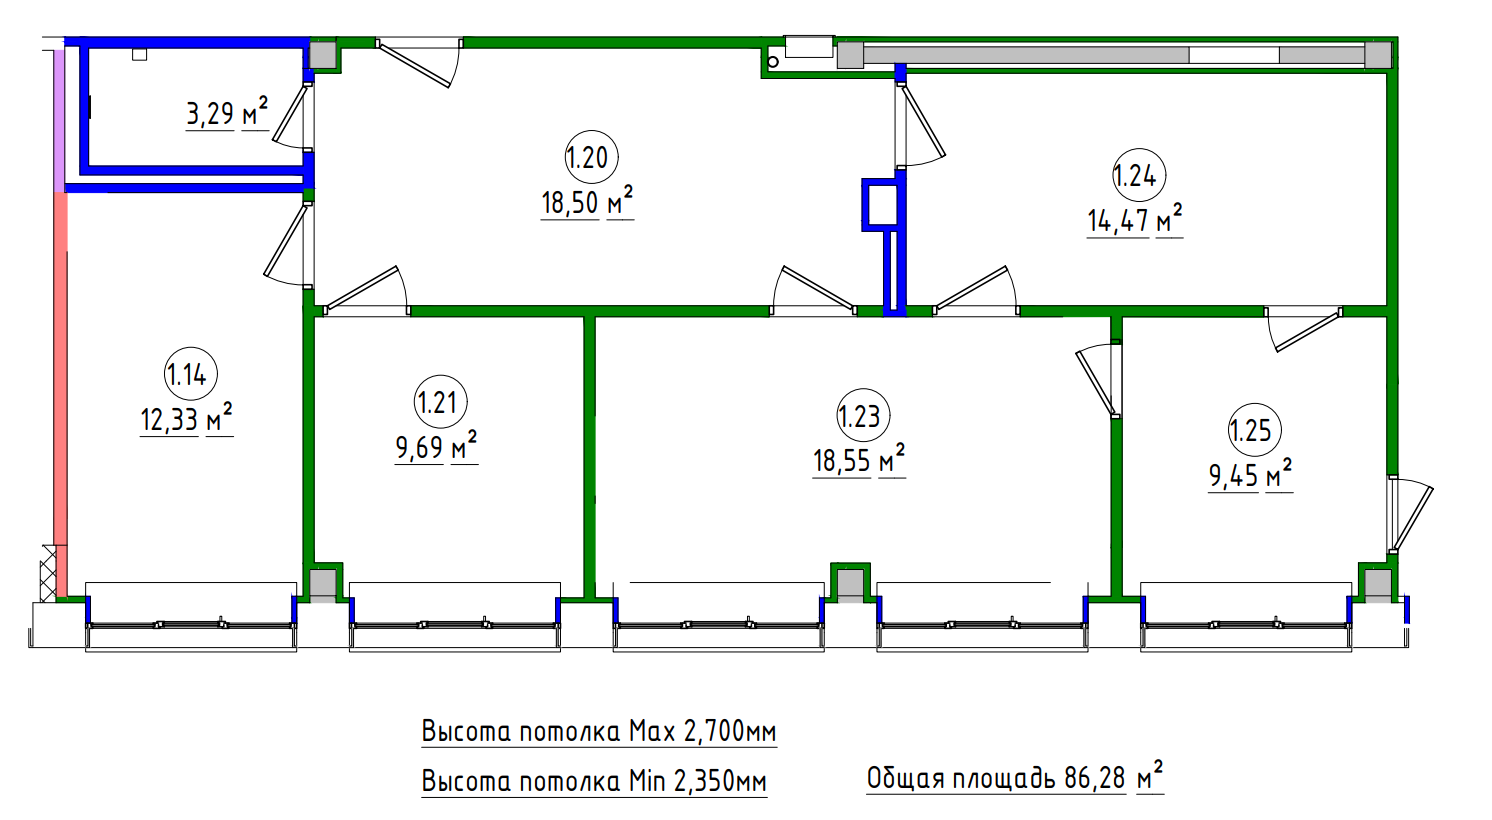 3,29 м²
1.20
18,50 м²
1.24
14,47 м²
1.14
12,33 м²
1.21
9,69 м²
1.23
18,55 м²
1.25
9,45 м²
Высота потолка Max 2,700мм
Высота потолка Min 2,350мм
Общая площадь 86,28 м²